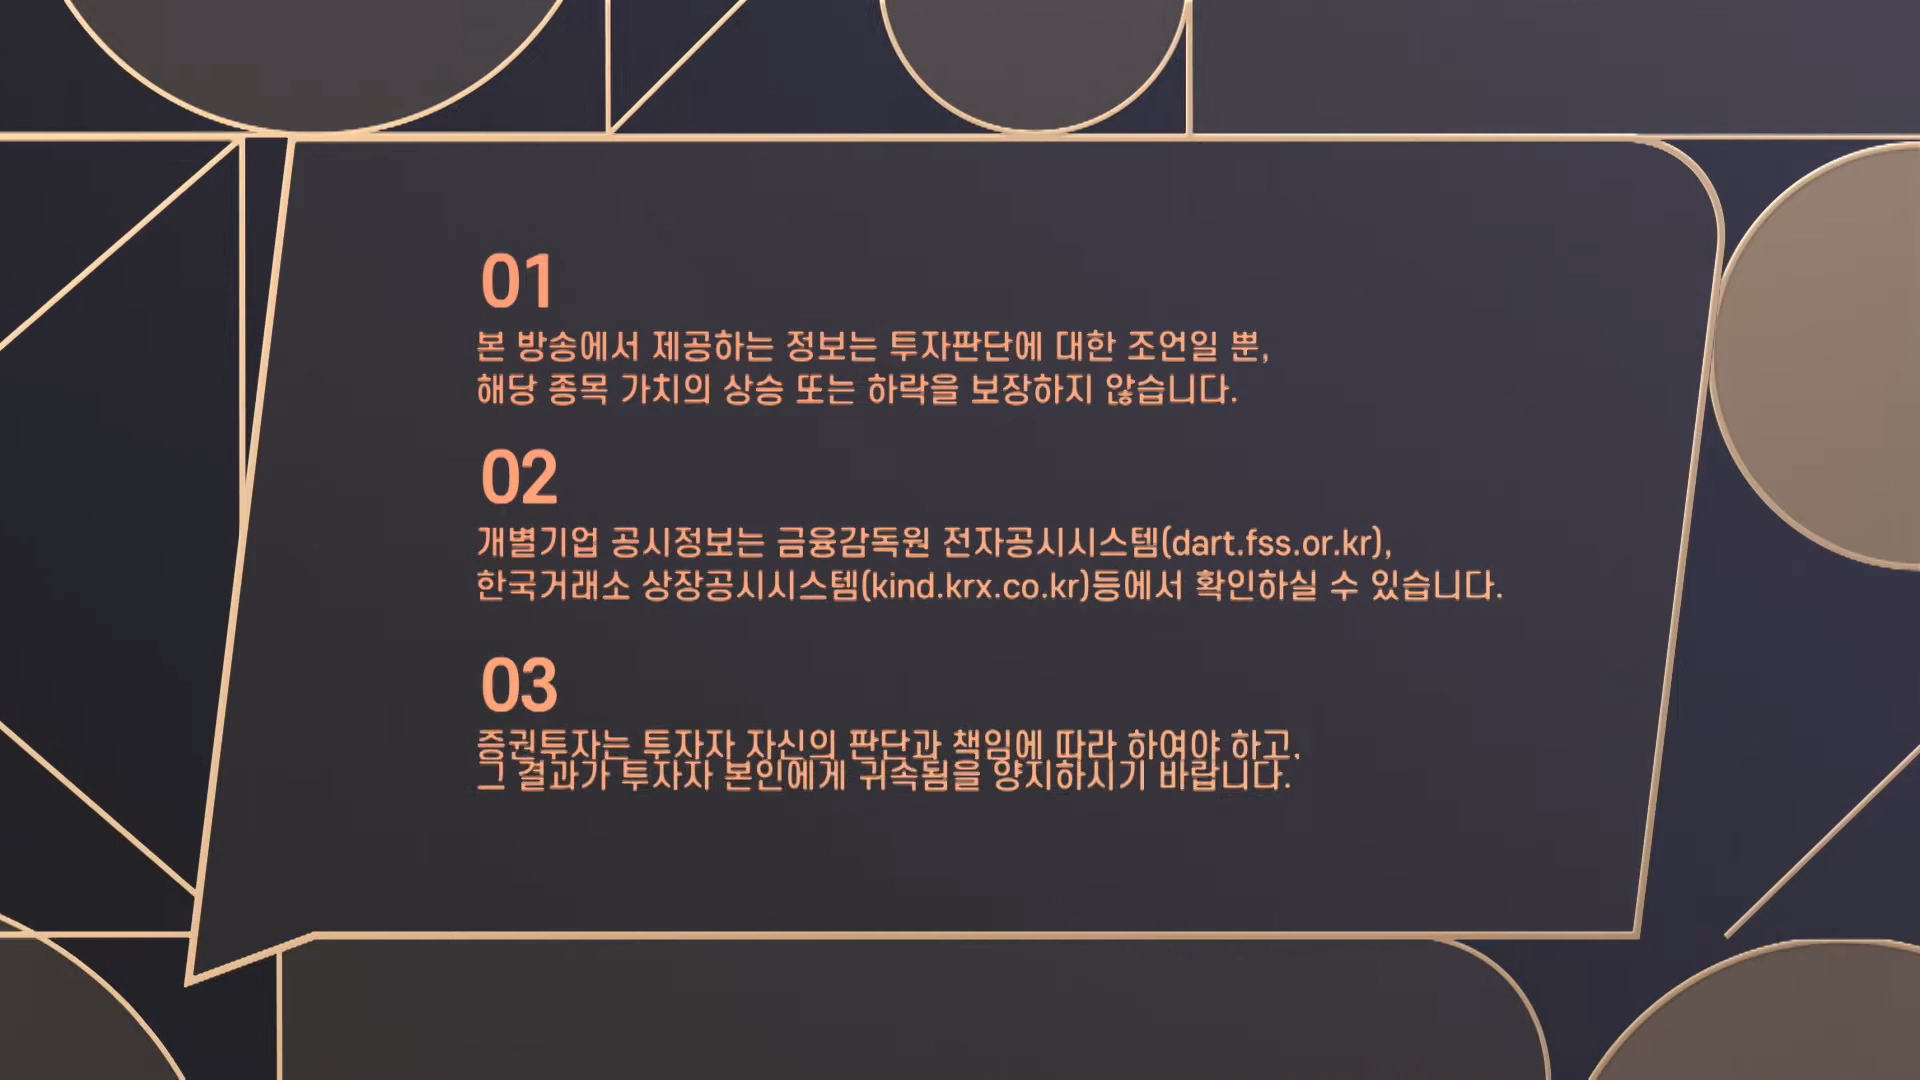 01
본 방송에서 제공하는 정보는 투자판단에 대한 조언일 뿐,
해당 종목 가치의 상승 또는 하락을 보장하지 않습니다.
02
개별기업 공시정보는 금융감독원 전자공시시스템(dart.fss.or.kr),
한국거래소 상장공시시스템(kind.krx.co.kr)등에서 확인하실 수 있습니다.
03
증권투자는 투자자 자신의 판단과 책임에 따라 하여야 하고.
그 결과가 투자자 본인에게 귀속됨을 양지하시기 바랍니다.